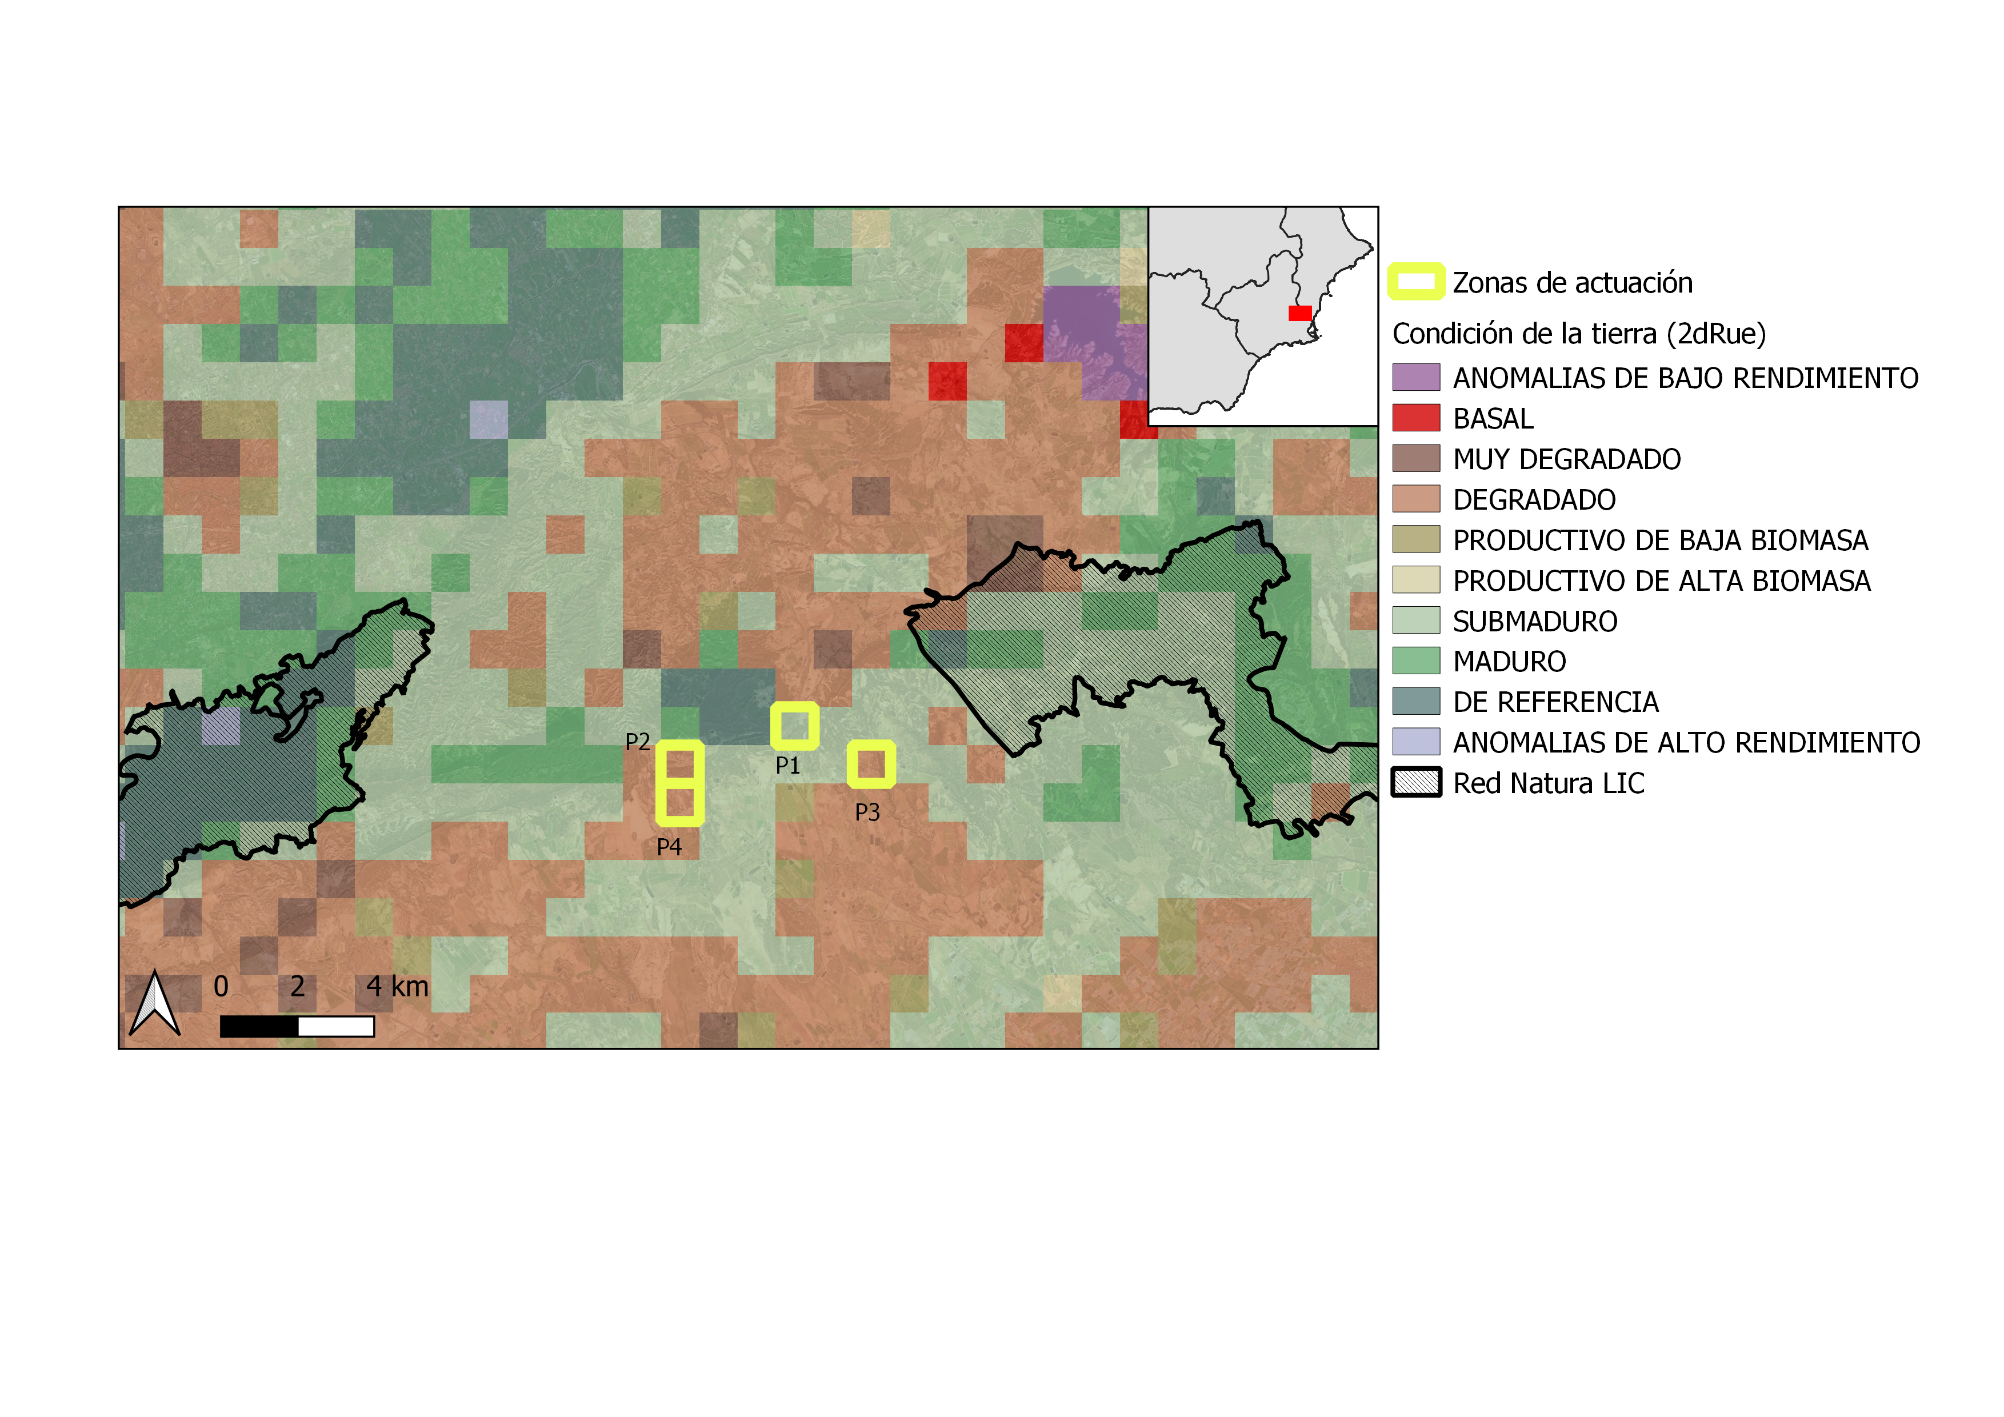 Zonas de actuación
Condición de la tierra (2dRue)
ANOMALIAS DE BAJO RENDIMIENTO
BASAL
MUY DEGRADADO
DEGRADADO
PRODUCTIVO DE BAJA BIOMASA
PRODUCTIVO DE ALTA BIOMASA
SUBMADURO
MADURO
DE REFERENCIA
ANOMALIAS DE ALTO RENDIMIENTO
Red Natura LIC
P2
P1
P3
P4
0 2 4 km